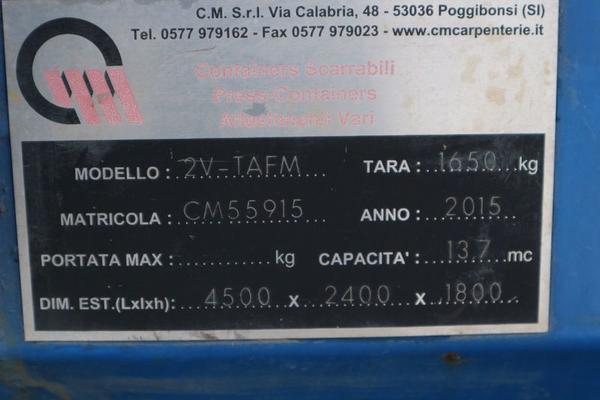 C.M. S.r.l. Via Calabria, 48 - 53036 Poggibonsi (SI)
Tel. 0577 979162 - Fax 0577 979023 - www.cmcarpenterie.it
Containers Scarrabili
Press-Containers
Allestimenti Vari
MODELLO : 2V-TAFM TARA : 1650 kg
MATRICOLA : CM55915 ANNO : 2015
PORTATA MAX : ............ kg CAPACITA' : 13.7 mc
DIM. EST.(LxIxh): 4500 x 2400 x 1800